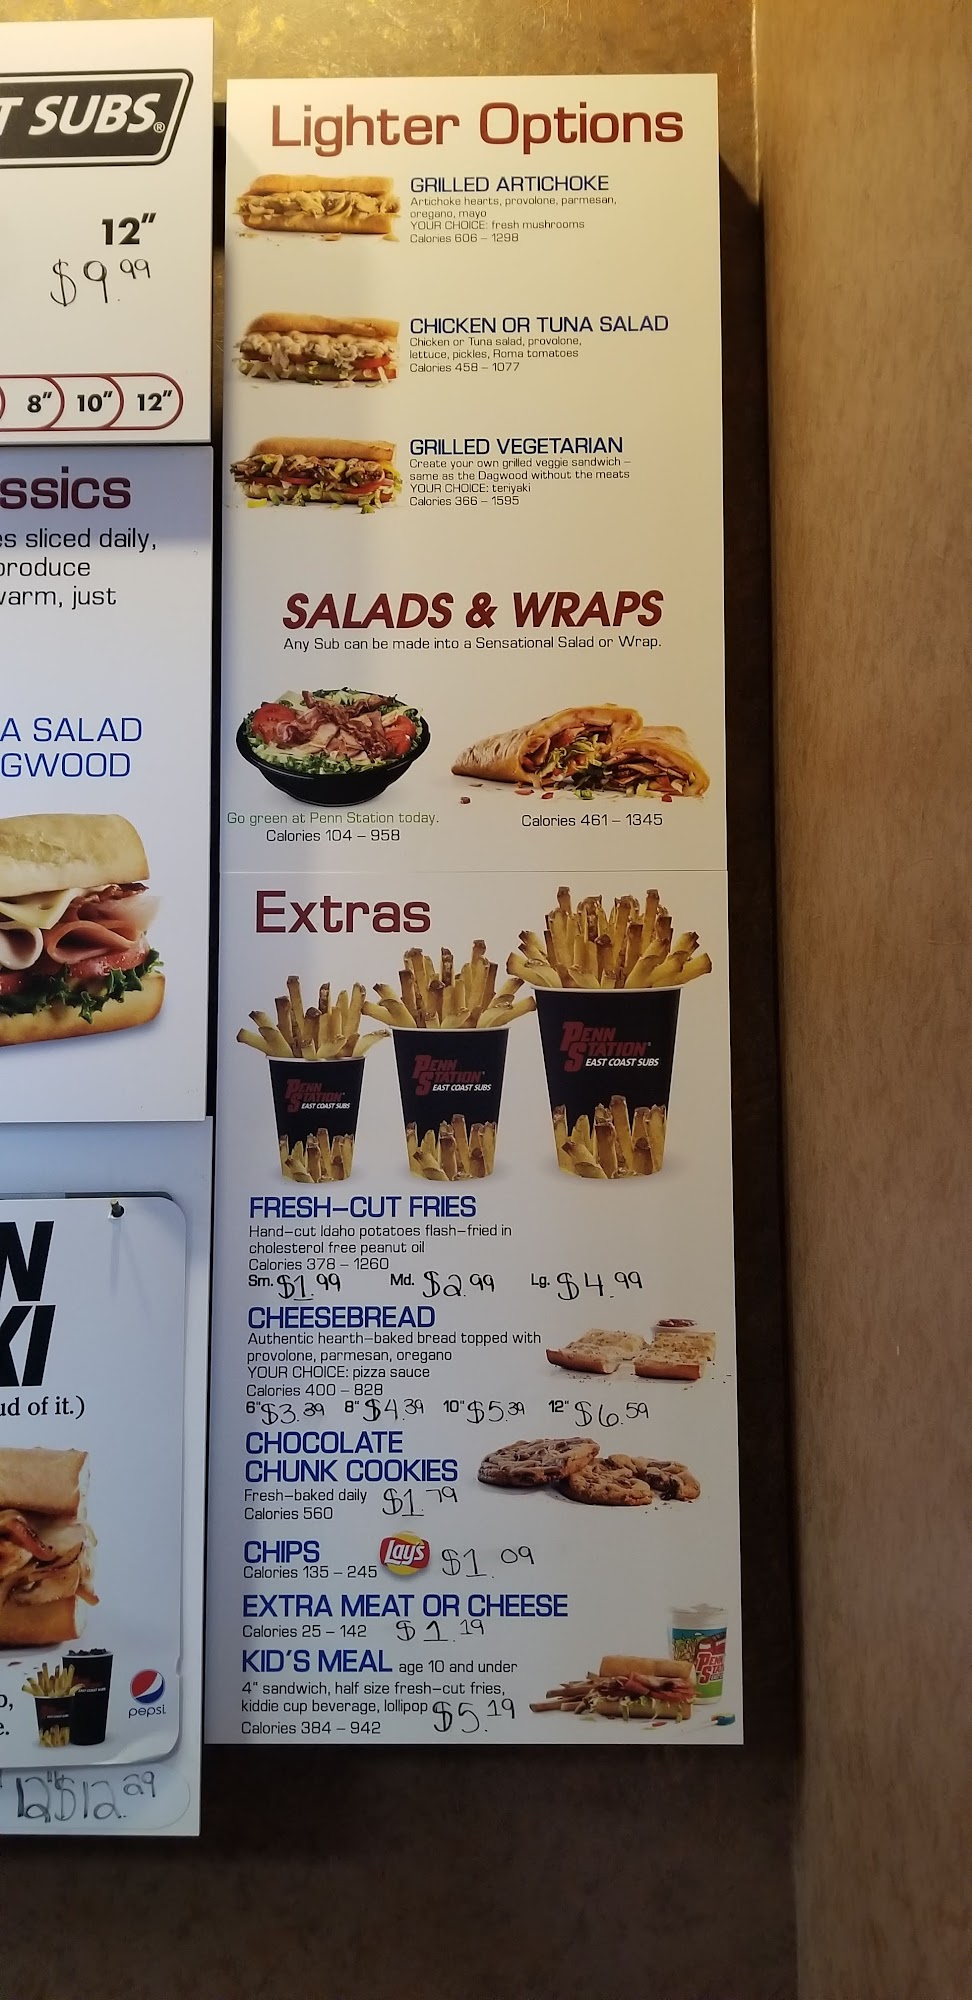 T SUBS®
12"
$9.99
8" 10" 12"
ssics
es sliced daily,
produce
warm, just
A SALAD
GWOOD
N
KI
ud of it.)
pepsi
12" $12.29
Lighter Options
GRILLED ARTICHOKE
Artichoke hearts, provolone, parmesan,
oregano, mayo
YOUR CHOICE: fresh mushrooms
Calories 606 – 1298
CHICKEN OR TUNA SALAD
Chicken or Tuna salad, provolone,
lettuce, pickles, Roma tomatoes
Calories 458 – 1077
GRILLED VEGETARIAN
Create your own grilled veggie sandwich –
same as the Dagwood without the meats
YOUR CHOICE: teriyaki
Calories 366 – 1595
SALADS & WRAPS
Any Sub can be made into a Sensational Salad or Wrap.
Go green at Penn Station today.
Calories 104 – 958
Calories 461 – 1345
Extras
PENN STATION
EAST COAST SUBS
PENN STATION
EAST COAST SUBS
PENN STATION
EAST COAST SUBS
FRESH-CUT FRIES
Hand-cut Idaho potatoes flash-fried in
cholesterol free peanut oil
Calories 378 – 1260
Sm. $1.99 Md. $2.99 Lg. $4.99
CHEESEBREAD
Authentic hearth-baked bread topped with
provolone, parmesan, oregano
YOUR CHOICE: pizza sauce
Calories 400 – 828
6" $3.39 8" $4.39 10" $5.39 12" $6.59
CHOCOLATE
CHUNK COOKIES
Fresh-baked daily $1.79
Calories 560
CHIPS Lay's $1.09
Calories 135 – 245
EXTRA MEAT OR CHEESE
Calories 25 – 142 $1.19
KID'S MEAL age 10 and under
4" sandwich, half size fresh-cut fries,
kiddie cup beverage, lollipop $5.19
Calories 384 – 942